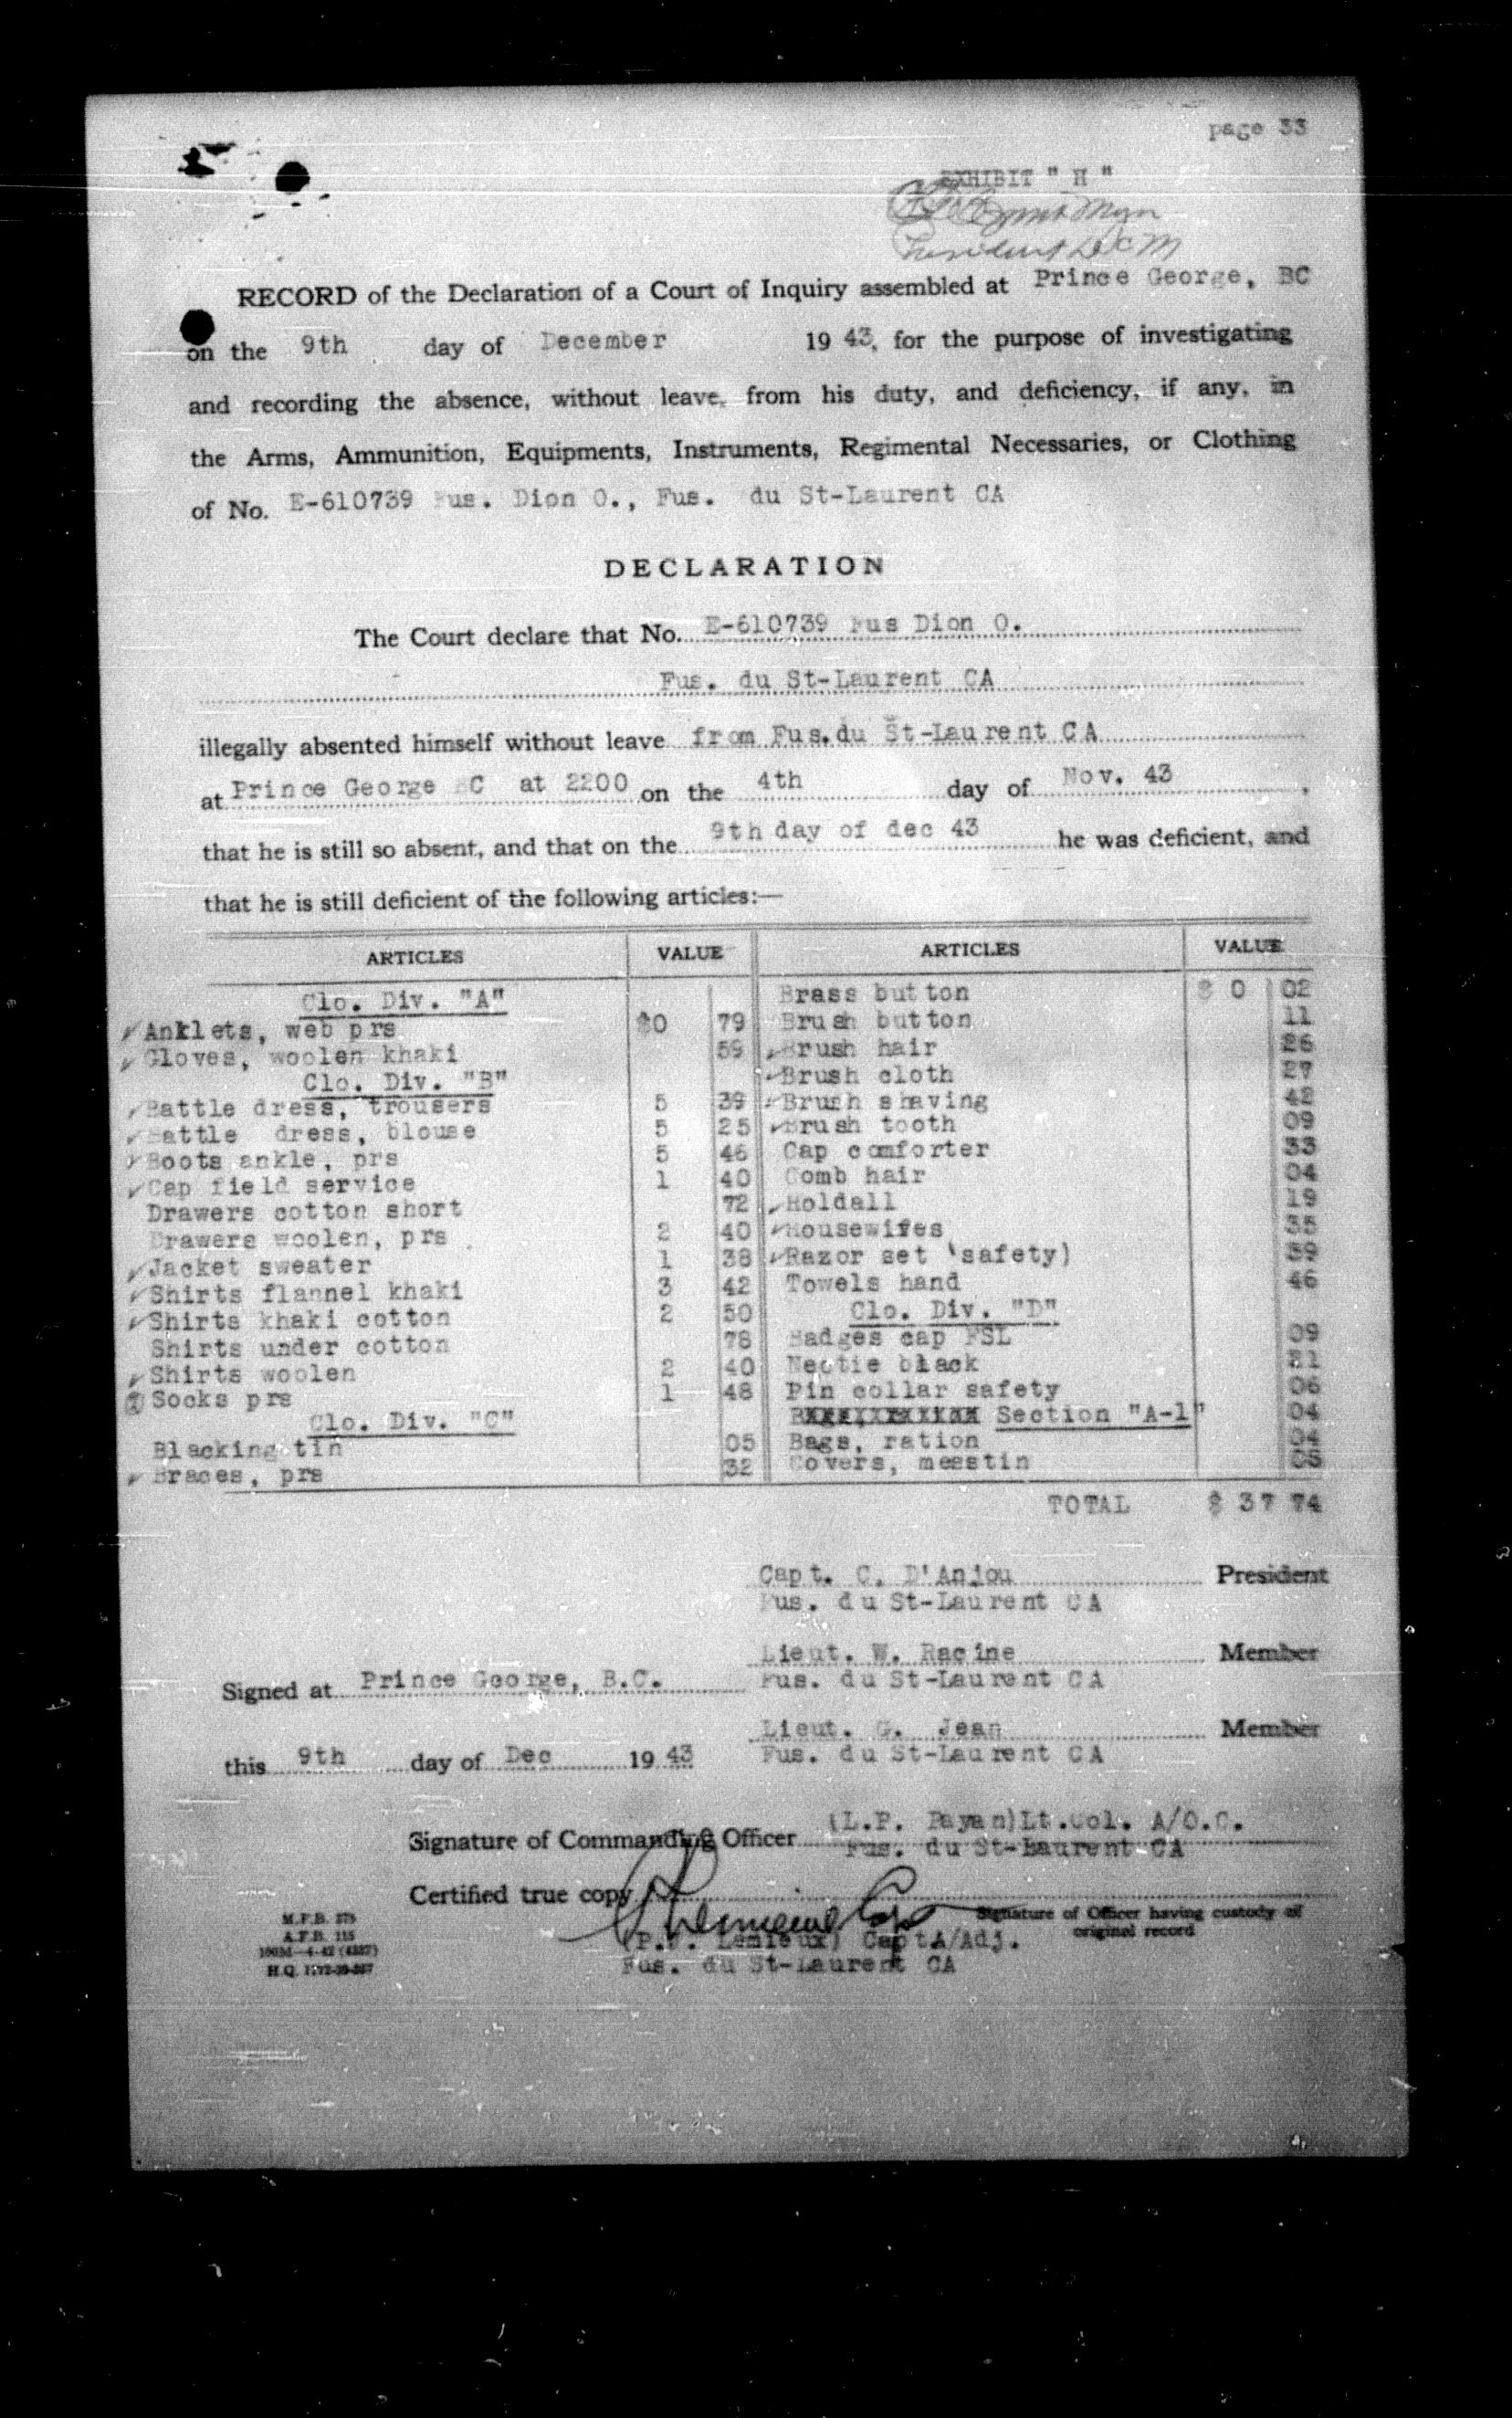 page 33
EXHIBIT " H "
President DCM
RECORD of the Declaration of a Court of Inquiry assembled at Prince George, BC
on the 9th day of December 19 43, for the purpose of investigating
and recording the absence, without leave, from his duty, and deficiency, if any, in
the Arms, Ammunition, Equipments, Instruments, Regimental Necessaries, or Clothing
of No. E-610739 Fus. Dion O., Fus. du St-Laurent CA
DECLARATION
The Court declare that No. E-610739 Fus Dion O.
Fus. du St-Laurent CA
illegally absented himself without leave from Fus.du St-Laurent CA
at Prince George BC at 2200 on the 4th day of Nov. 43
that he is still so absent, and that on the 9th day of dec 43 he was deficient, and
that he is still deficient of the following articles:—
ARTICLES VALUE ARTICLES VALUE
Clo. Div. "A" Brass button $ 0 02
Anklets, web prs $0 79 Brush button 11
Gloves, woolen khaki 59 Brush hair 26
Clo. Div. "B" Brush cloth 27
Battle dress, trousers 5 39 Brush shaving 42
Battle dress, blouse 5 25 Brush tooth 09
Boots ankle, prs 5 46 Cap comforter 33
Cap field service 1 40 Comb hair 04
Drawers cotton short 72 Holdall 19
Drawers woolen, prs 2 40 Housewifes 35
Jacket sweater 1 38 Razor set (safety) 39
Shirts flannel khaki 3 42 Towels hand 46
Shirts khaki cotton 2 50 Clo. Div. "D"
Shirts under cotton 78 Badges cap FSL 09
Shirts woolen 2 40 Nectie black 21
Socks prs 1 48 Pin collar safety 06
Clo. Div. "C" Section "A-1" 04
Blacking tin 05 Bags, ration 04
Braces, prs 32 Covers, messtin 05
TOTAL $ 37 74
Capt. C. D'Anjou President
Fus. du St-Laurent CA
Lieut. W. Racine Member
Signed at Prince George, B.C. Fus. du St-Laurent CA
Lieut. G. Jean Member
this 9th day of Dec 19 43 Fus. du St-Laurent CA
Signature of Commanding Officer (L.P. Payan)Lt.Col. A/O.C.
Fus. du St-Laurent CA
Certified true copy
Signature of Officer having custody of
original record
Lemieux) Capt.A/Adj.
Fus. du St-Laurent CA
M.F.B. 275
A.F.B. 115
H.Q.